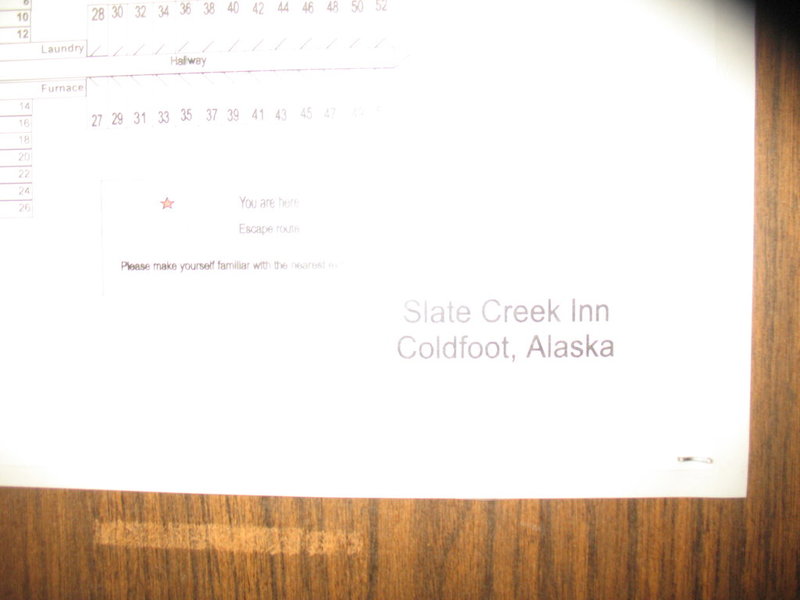 8
10
12
28 30 32 34 36 38 40 42 44 46 48 50 52
Laundry
Hallway
Furnace
14
16
18
20
22
24
26
27 29 31 33 35 37 39 41 43 45 47 49
You are here
Escape route
Please make yourself familiar with the nearest
Slate Creek Inn
Coldfoot, Alaska